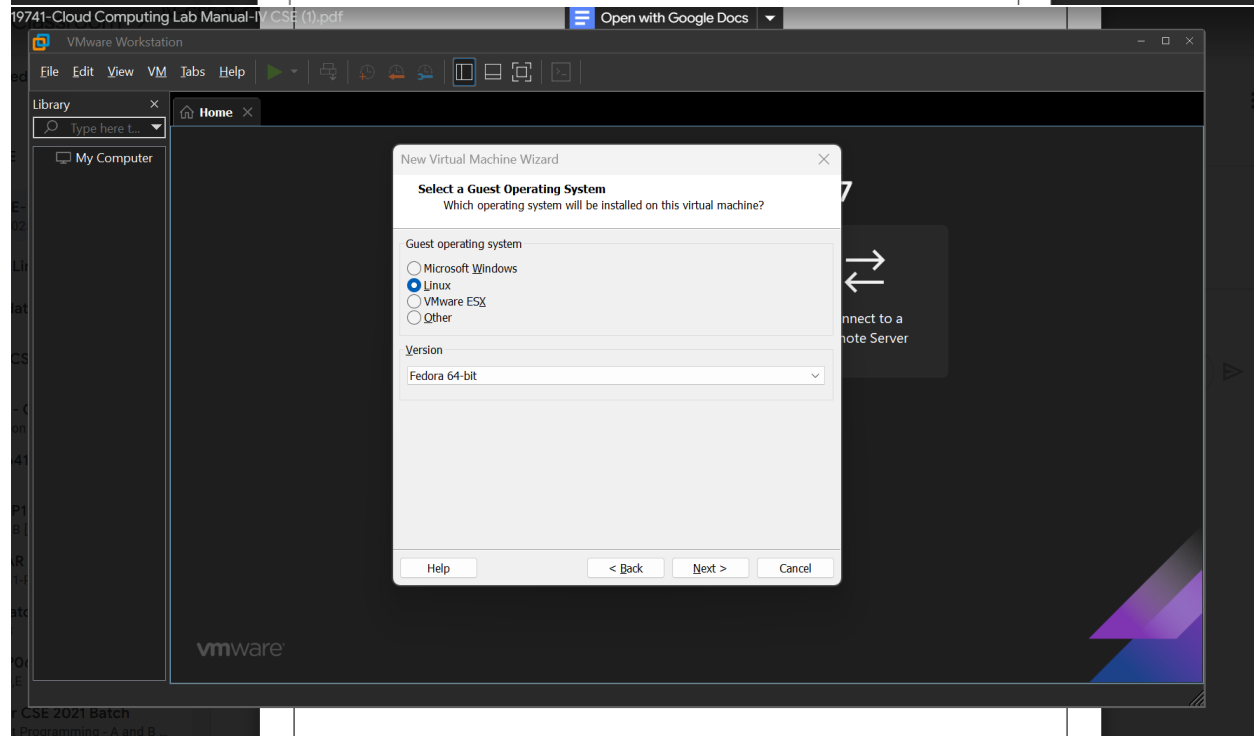 19741-Cloud Computing Lab Manual-IV CSE (1).pdf
Open with Google Docs
VMware Workstation
File Edit View VM Tabs Help
Library
Home
Type here t...
My Computer
New Virtual Machine Wizard
Select a Guest Operating System
Which operating system will be installed on this virtual machine?
7
Guest operating system
Microsoft Windows
Linux
VMware ESX
Other
nnect to a
note Server
Version
Fedora 64-bit
Help
< Back
Next >
Cancel
vmware
r CSE 2021 Batch
t Programming - A and B